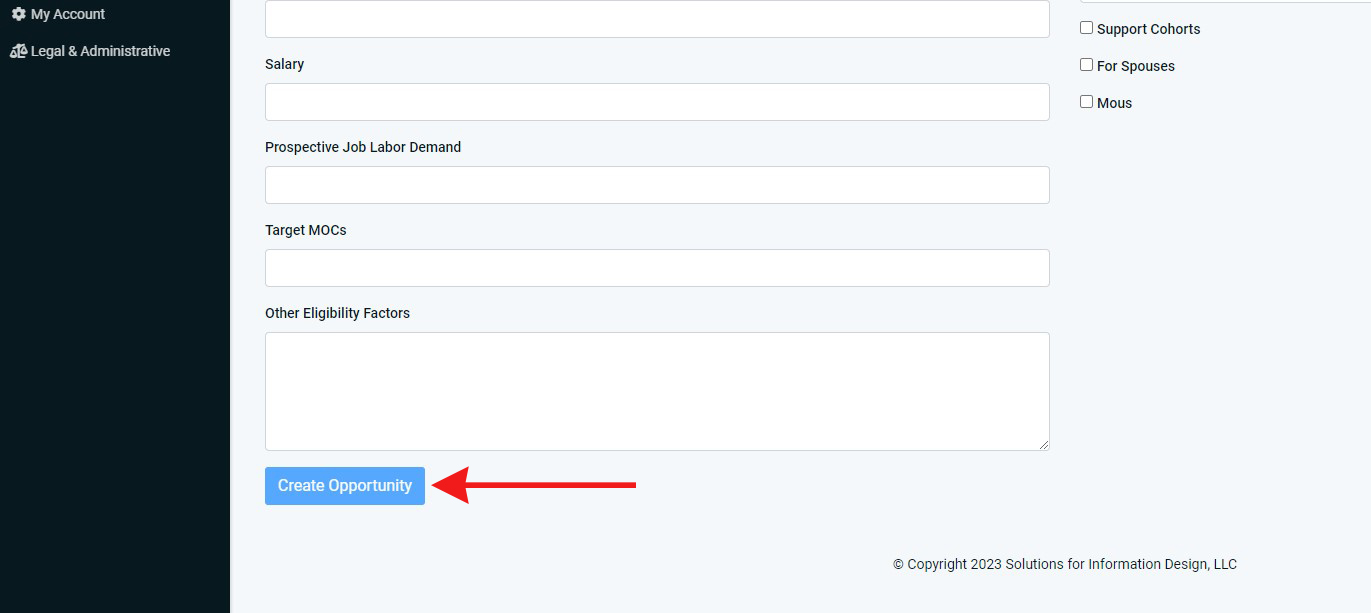 My Account
Legal & Administrative
Salary
Prospective Job Labor Demand
Target MOCs
Other Eligibility Factors
Create Opportunity
Support Cohorts
For Spouses
Mous
© Copyright 2023 Solutions for Information Design, LLC